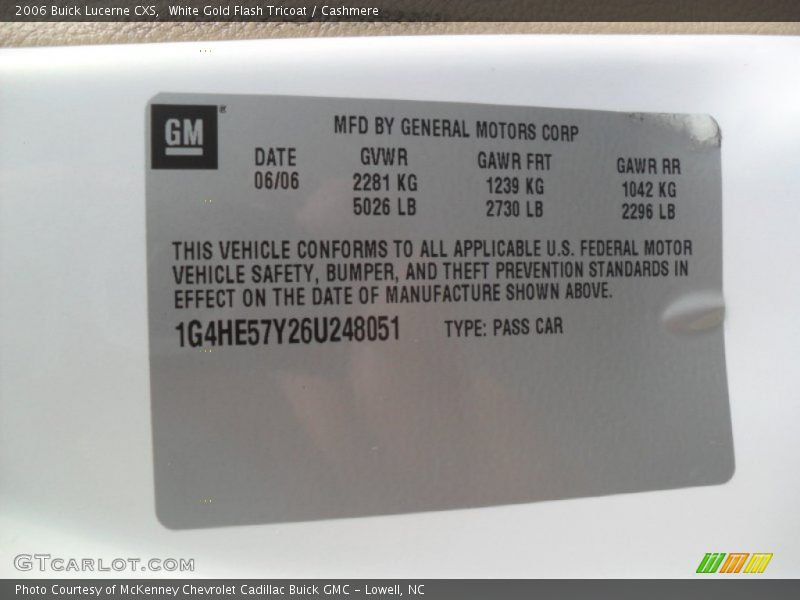 2006 Buick Lucerne CXS,  White Gold Flash Tricoat / Cashmere
GM ®
MFD BY GENERAL MOTORS CORP
DATE GVWR GAWR FRT GAWR RR
06/06 2281 KG 1239 KG 1042 KG
5026 LB 2730 LB 2296 LB
THIS VEHICLE CONFORMS TO ALL APPLICABLE U.S. FEDERAL MOTOR
VEHICLE SAFETY, BUMPER, AND THEFT PREVENTION STANDARDS IN
EFFECT ON THE DATE OF MANUFACTURE SHOWN ABOVE.
1G4HE57Y26U248051 TYPE: PASS CAR
GTCARLOT.COM
Photo Courtesy of McKenney Chevrolet Cadillac Buick GMC - Lowell, NC